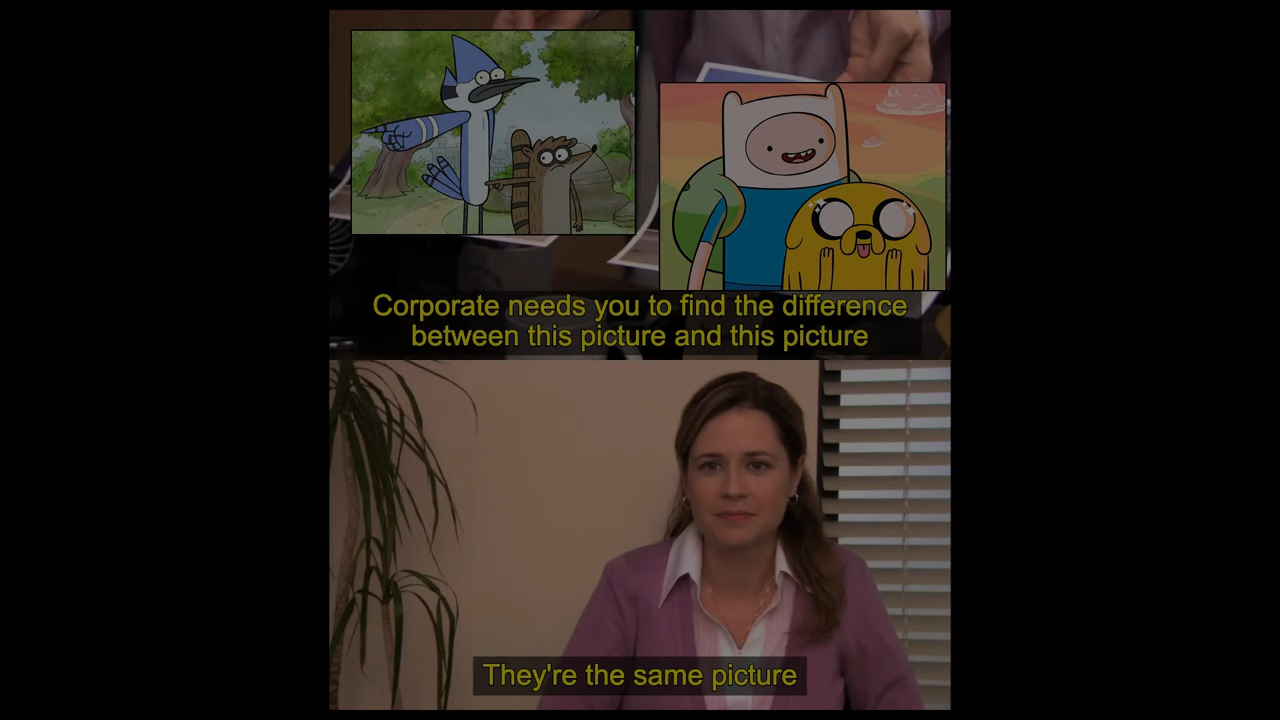 Corporate needs you to find the difference
between this picture and this picture
They're the same picture